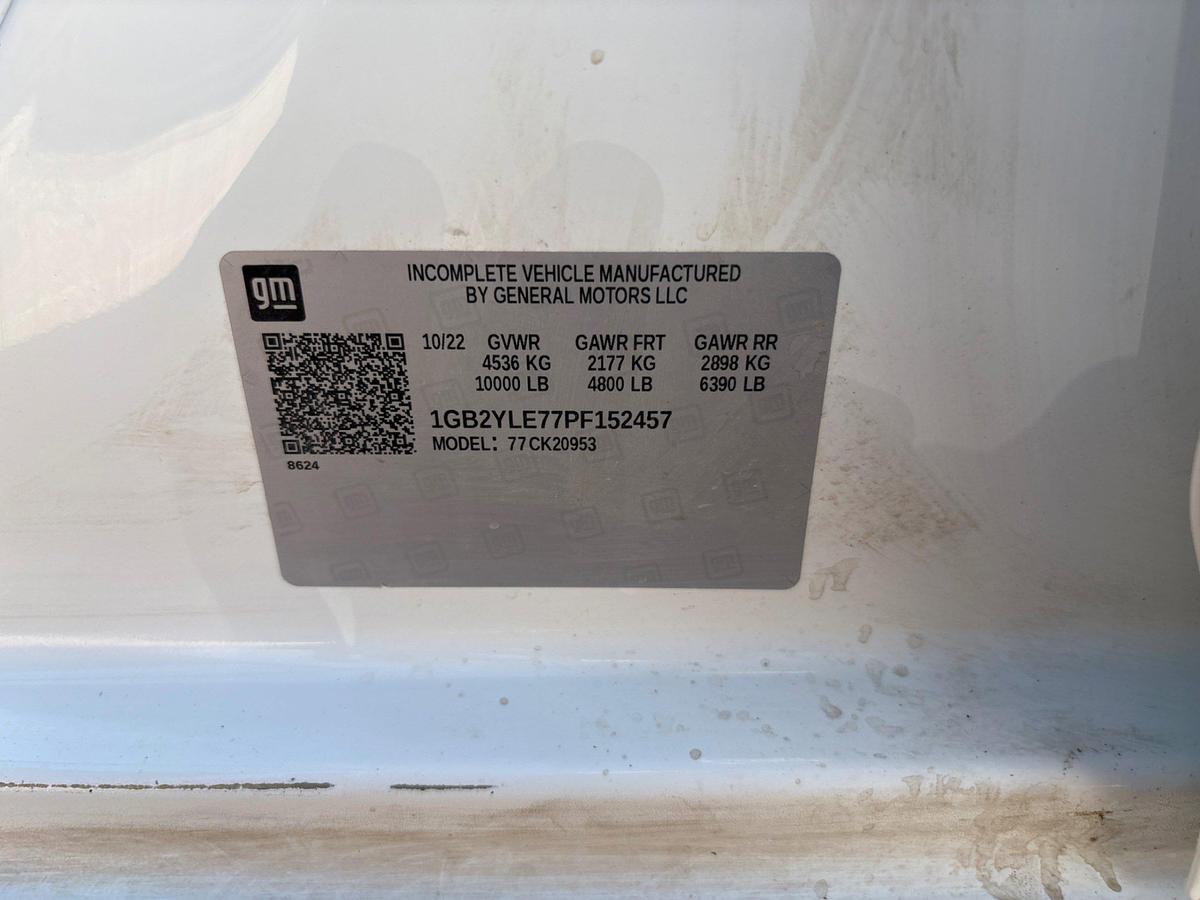 gm
INCOMPLETE VEHICLE MANUFACTURED
BY GENERAL MOTORS LLC
10/22 GVWR GAWR FRT GAWR RR
4536 KG 2177 KG 2898 KG
10000 LB 4800 LB 6390 LB
1GB2YLE77PF152457
MODEL: 77CK20953
8624